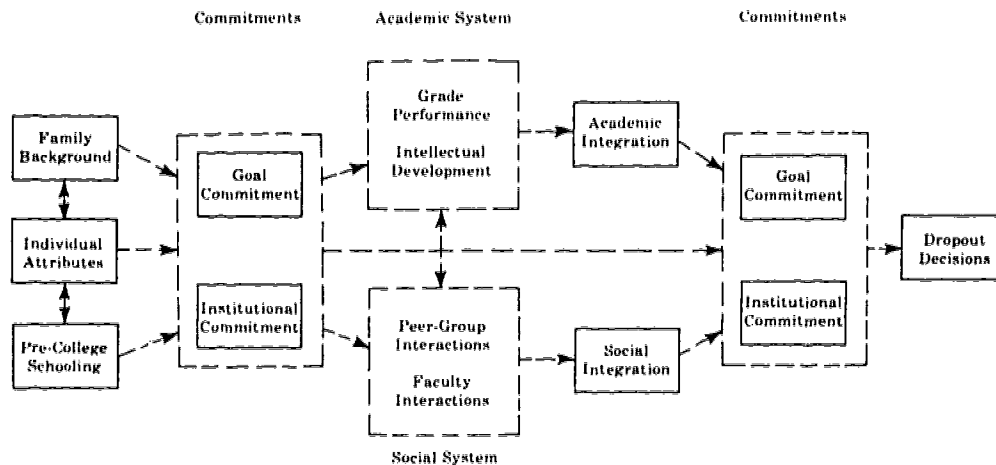 Commitments
Academic System
Commitments
Family
Background
Individual
Attributes
Pre-College
Schooling
Goal
Commitment
Institutional
Commitment
Grade
Performance
Intellectual
Development
Peer-Group
Interactions
Faculty
Interactions
Social System
Academic
Integration
Social
Integration
Goal
Commitment
Institutional
Commitment
Dropout
Decisions